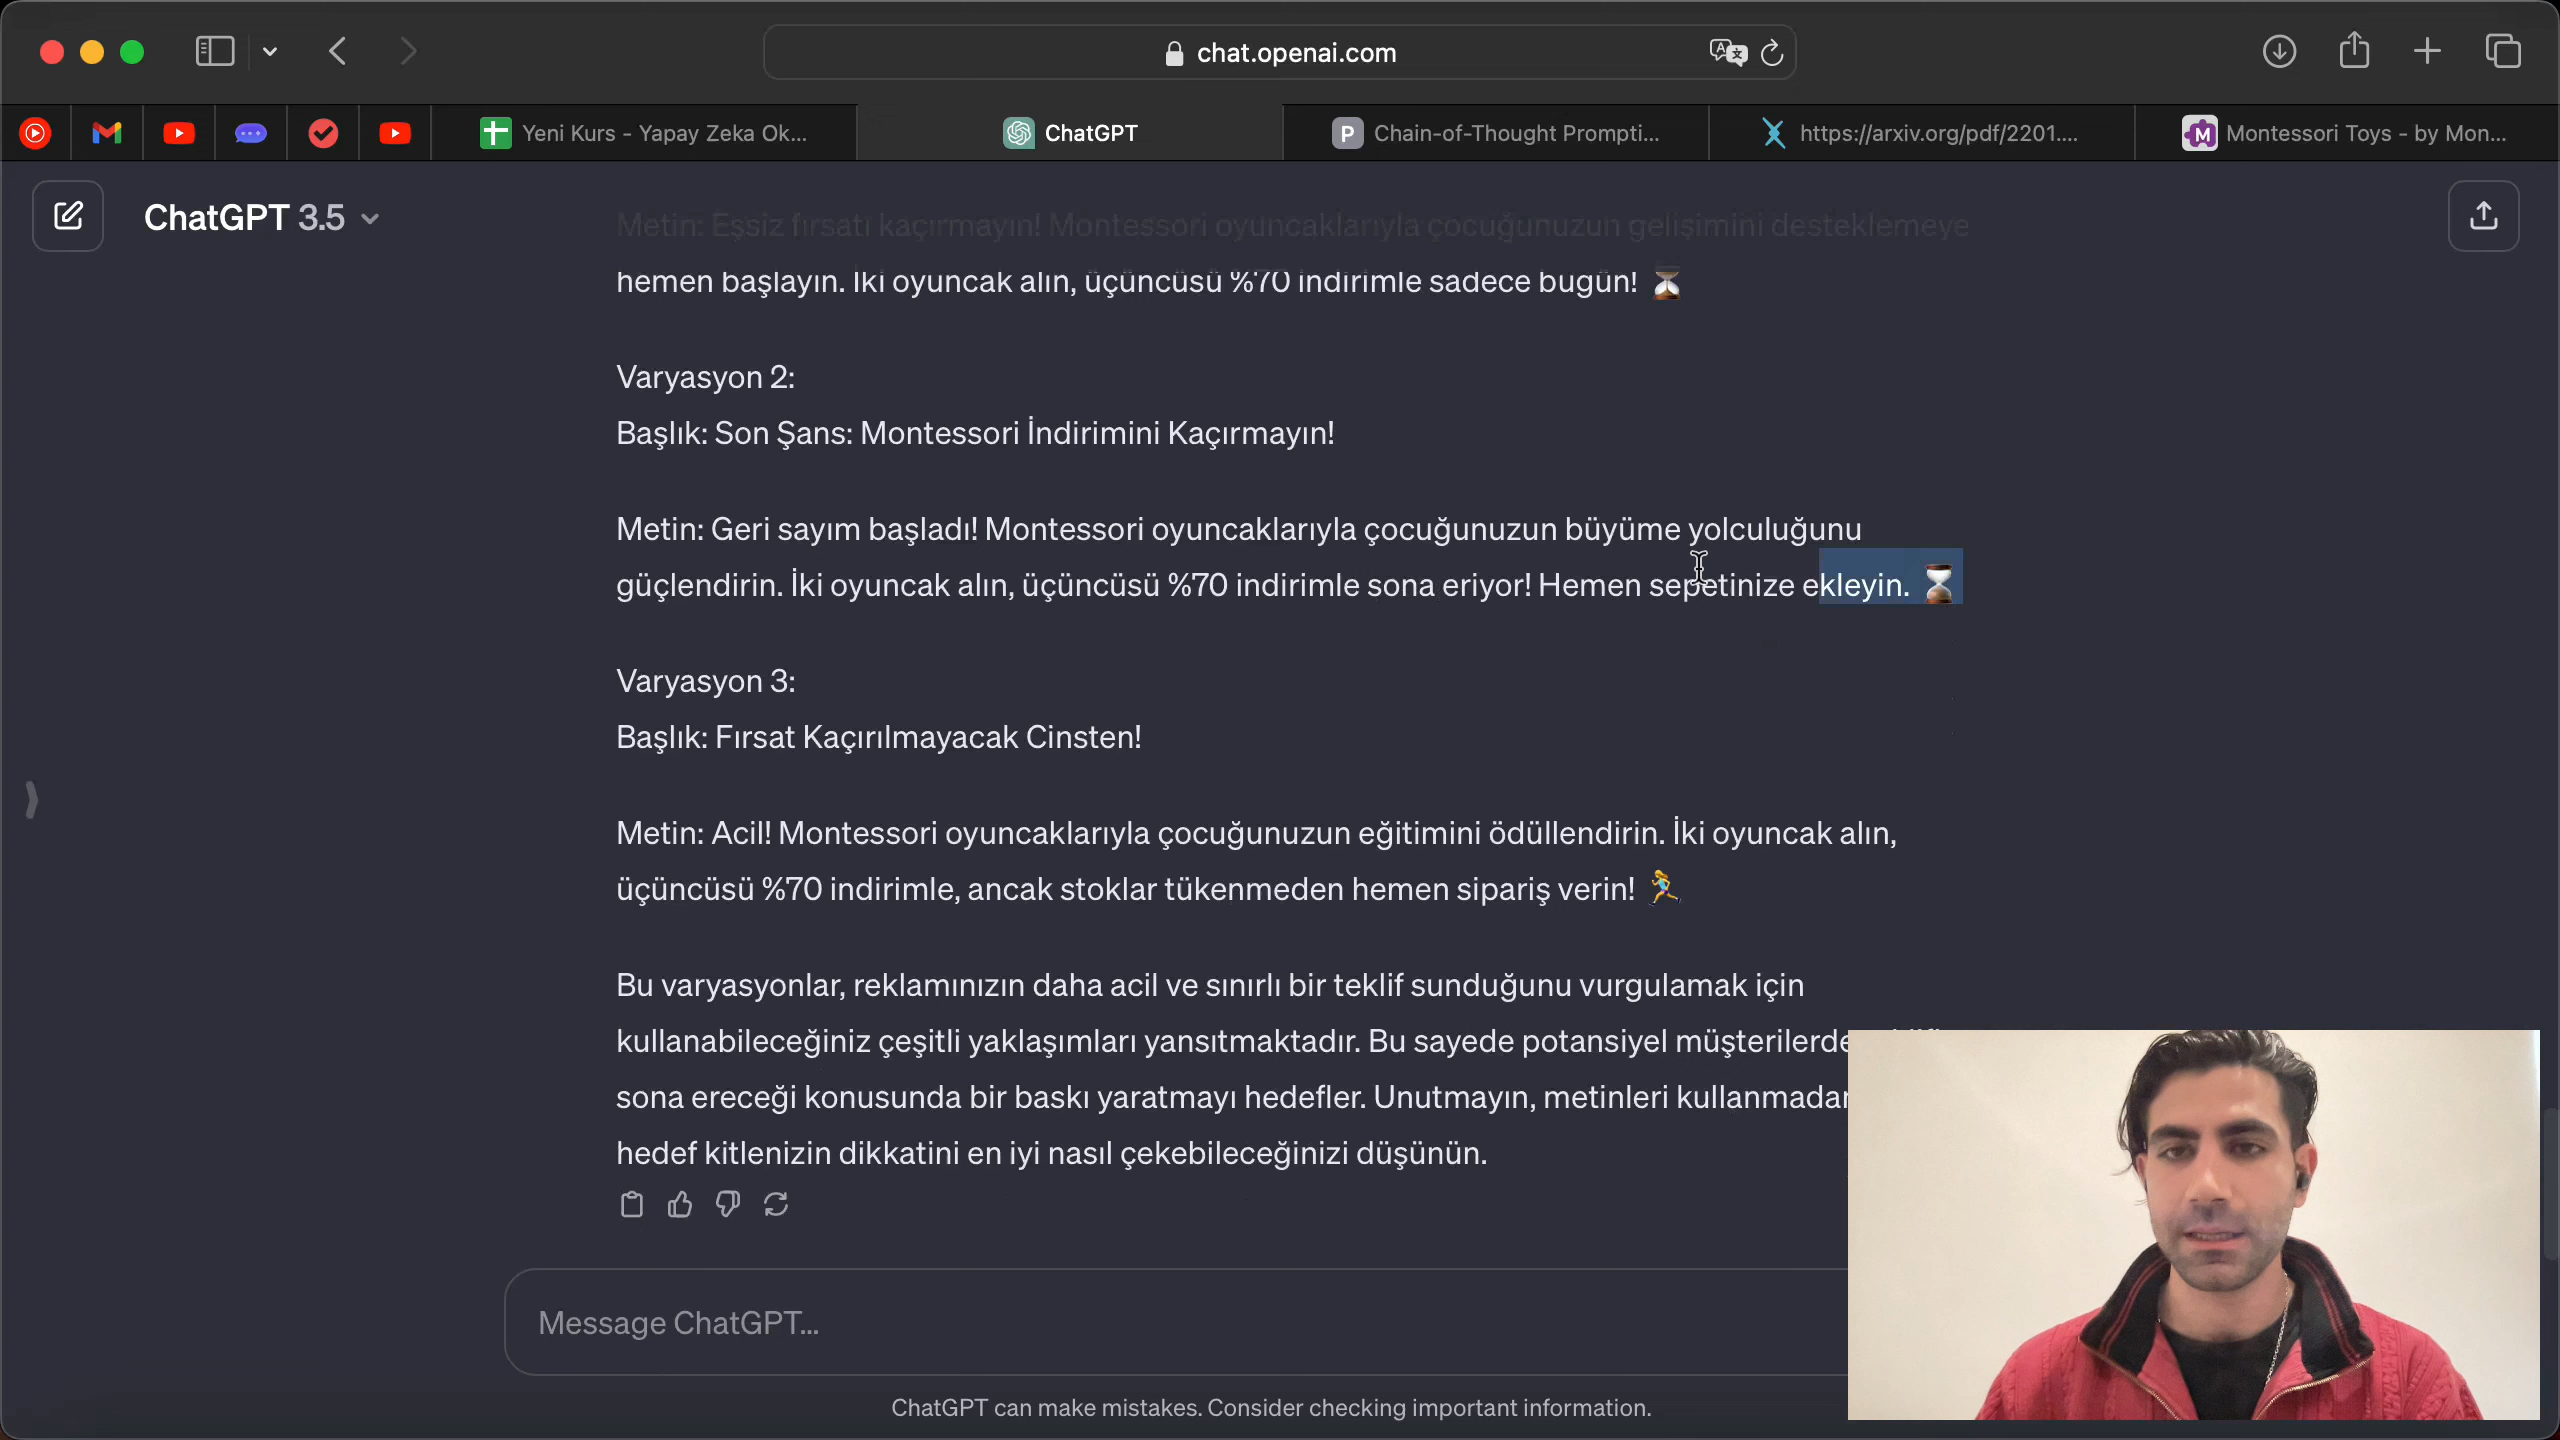 chat.openai.com
Yeni Kurs - Yapay Zeka Ok...
ChatGPT
P Chain-of-Thought Prompti...
https://arxiv.org/pdf/2201....
M Montessori Toys - by Mon...
ChatGPT 3.5
Metin: Eşsiz fırsatı kaçırmayın! Montessori oyuncaklarıyla çocuğunuzun gelişimini desteklemeye
hemen başlayın. İki oyuncak alın, üçüncüsü %70 indirimle sadece bugün! ⏳
Varyasyon 2:
Başlık: Son Şans: Montessori İndirimini Kaçırmayın!
Metin: Geri sayım başladı! Montessori oyuncaklarıyla çocuğunuzun büyüme yolculuğunu
güçlendirin. İki oyuncak alın, üçüncüsü %70 indirimle sona eriyor! Hemen sepetinize ekleyin. ⏳
Varyasyon 3:
Başlık: Fırsat Kaçırılmayacak Cinsten!
Metin: Acil! Montessori oyuncaklarıyla çocuğunuzun eğitimini ödüllendirin. İki oyuncak alın,
üçüncüsü %70 indirimle, ancak stoklar tükenmeden hemen sipariş verin! 🏃‍♀️
Bu varyasyonlar, reklamınızın daha acil ve sınırlı bir teklif sunduğunu vurgulamak için
kullanabileceğiniz çeşitli yaklaşımları yansıtmaktadır. Bu sayede potansiyel müşterilerde
sona ereceği konusunda bir baskı yaratmayı hedefler. Unutmayın, metinleri kullanmadan
hedef kitlenizin dikkatini en iyi nasıl çekebileceğinizi düşünün.
Message ChatGPT...
ChatGPT can make mistakes. Consider checking important information.